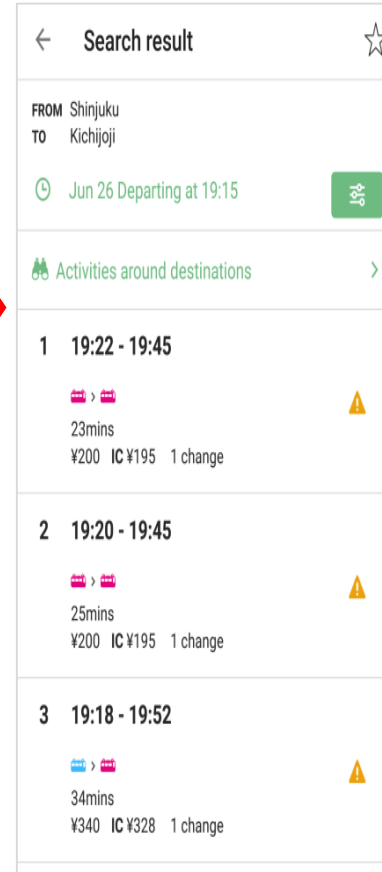 Search result
FROM Shinjuku
TO Kichijoji
Jun 26 Departing at 19:15
Activities around destinations
1 19:22 - 19:45
23mins
¥200 IC ¥195 1 change
2 19:20 - 19:45
25mins
¥200 IC ¥195 1 change
3 19:18 - 19:52
34mins
¥340 IC ¥328 1 change